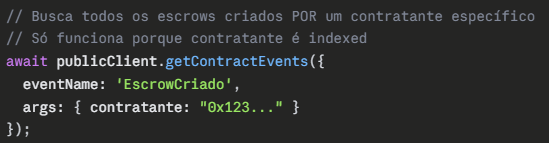 // Busca todos os escrows criados POR um contratante específico
// Só funciona porque contratante é indexed
await publicClient.getContractEvents({
  eventName: 'EscrowCriado',
  args: { contratante: "0x123..." }
});